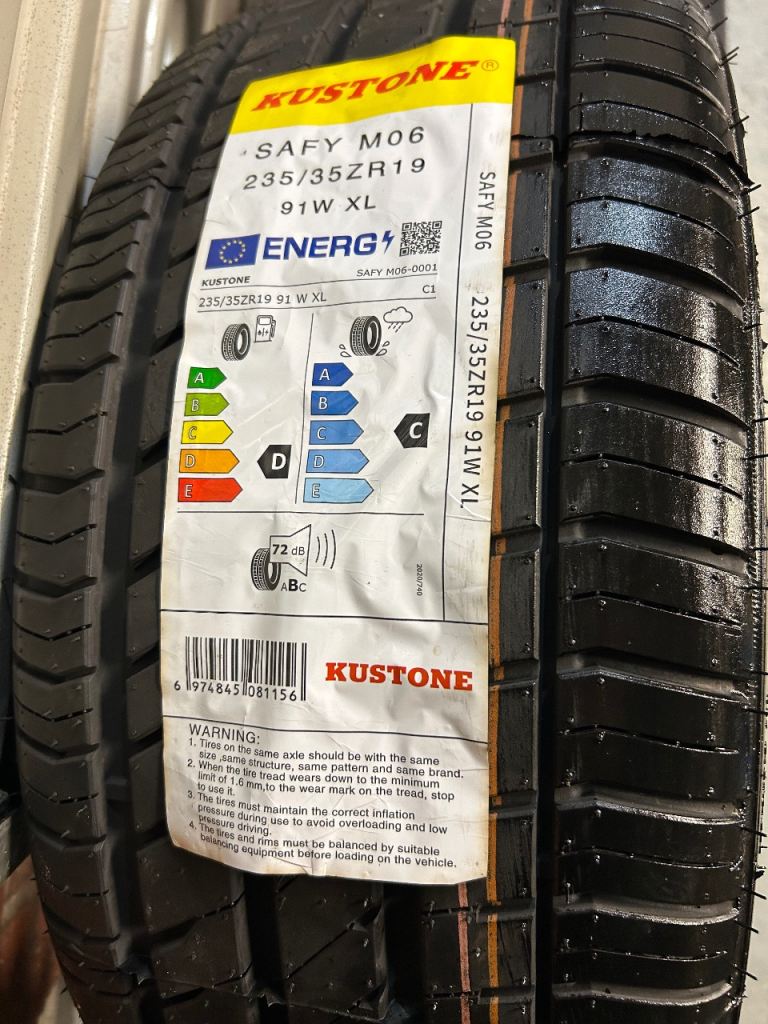 KUSTONE®
SAFY M06
235/35ZR19
91W XL
ENERG
KUSTONE
SAFY M06-0001
235/35ZR19 91 W XL
C1
A
B
C
D
E
D
A
B
C
D
E
C
72 dB
ABC
2020/740
SAFY M06 235/35ZR19 91W XL
6 974845 081156
KUSTONE
WARNING:
1. Tires on the same axle should be with the same
size ,same structure, same pattern and same brand.
2. When the tire tread wears down to the minimum
limit of 1.6 mm,to the wear mark on the tread, stop
to use it.
3. The tires must maintain the correct inflation
pressure during use to avoid overloading and low
pressure driving.
4. The tires and rims must be balanced by suitable
balancing equipment before loading on the vehicle.